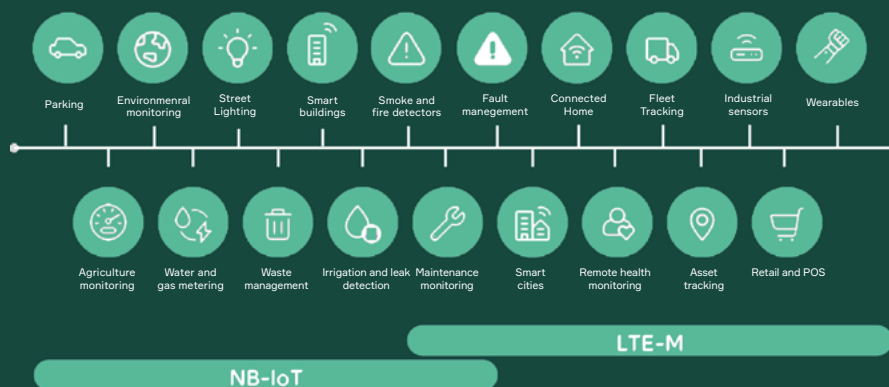 Parking
Environmenral
monitoring
Street
Lighting
Smart
buildings
Smoke and
fire detectors
Fault
manegement
Connected
Home
Fleet
Tracking
Industrial
sensors
Wearables
Agriculture
monitoring
Water and
gas metering
Waste
management
Irrigation and leak
detection
Maintenance
monitoring
Smart
cities
Remote health
monitoring
Asset
tracking
Retail and POS
LTE-M
NB-IoT